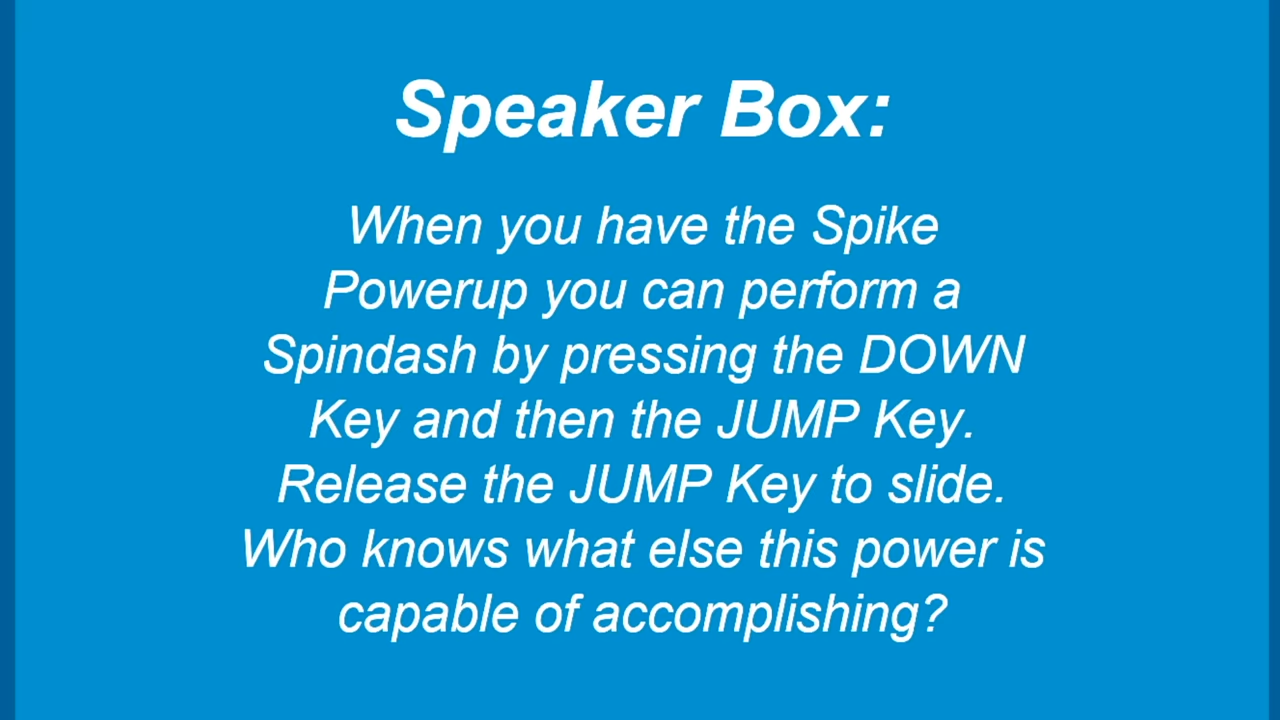 Speaker Box:
When you have the Spike
Powerup you can perform a
Spindash by pressing the DOWN
Key and then the JUMP Key.
Release the JUMP Key to slide.
Who knows what else this power is
capable of accomplishing?